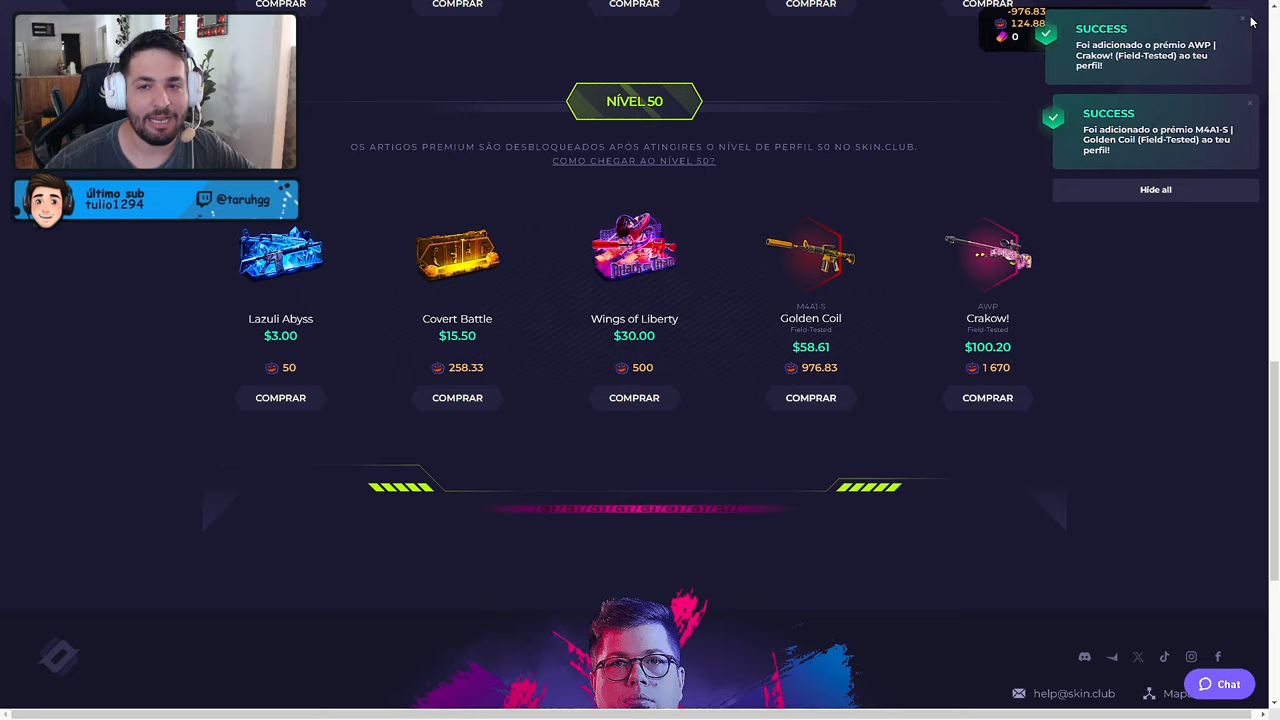 COMPRAR
COMPRAR
COMPRAR
COMPRAR
COMPRAR
-976.83
124.88
0
SUCCESS
Foi adicionado o prémio AWP |
Crakow! (Field-Tested) ao teu
perfil!
SUCCESS
Foi adicionado o prémio M4A1-S |
Golden Coil (Field-Tested) ao teu
perfil!
Hide all
último sub
tulio1294
@taruhgg
NÍVEL 50
OS ARTIGOS PREMIUM SÃO DESBLOQUEADOS APÓS ATINGIRES O NÍVEL DE PERFIL 50 NO SKIN.CLUB.
COMO CHEGAR AO NÍVEL 50?
Lazuli Abyss
$3.00
50
COMPRAR
Covert Battle
$15.50
258.33
COMPRAR
Wings of Liberty
$30.00
500
COMPRAR
M4A1-S
Golden Coil
Field-Tested
$58.61
976.83
COMPRAR
AWP
Crakow!
Field-Tested
$100.20
1 670
COMPRAR
help@skin.club
Chat